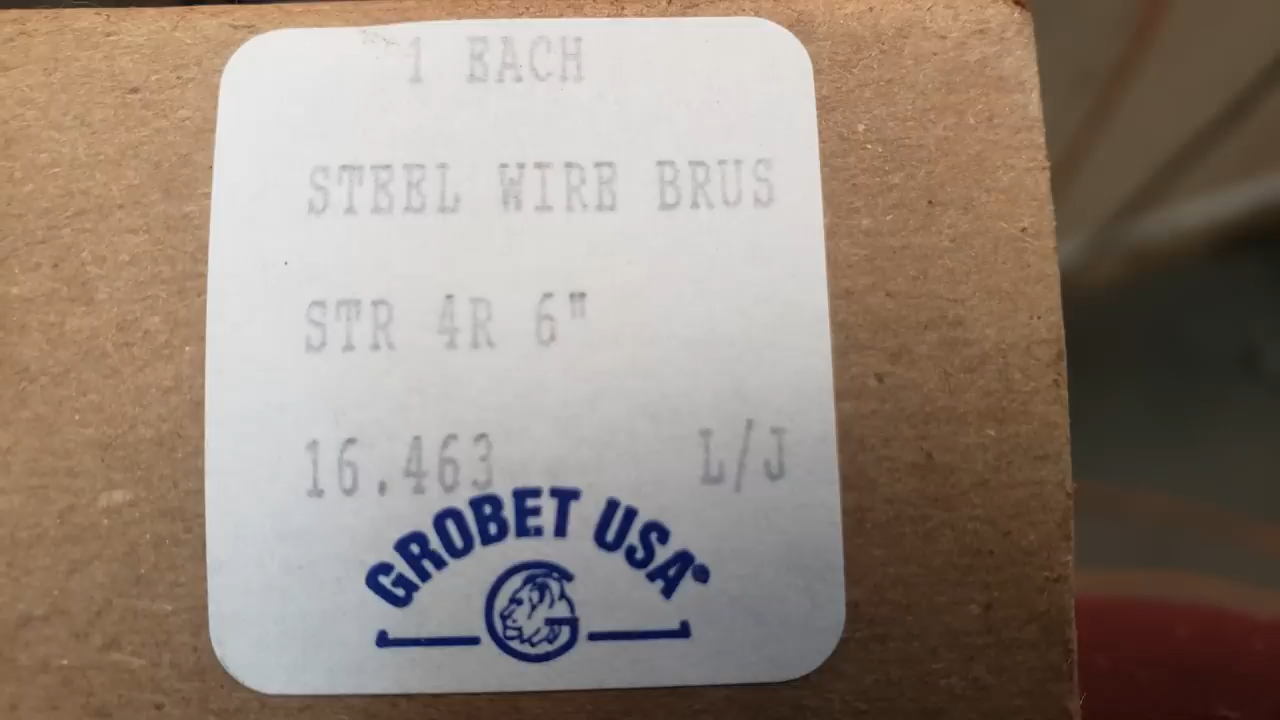 1 EACH
STEEL WIRE BRUS
STR 4R 6"
16.463 L/J
GROBET USA